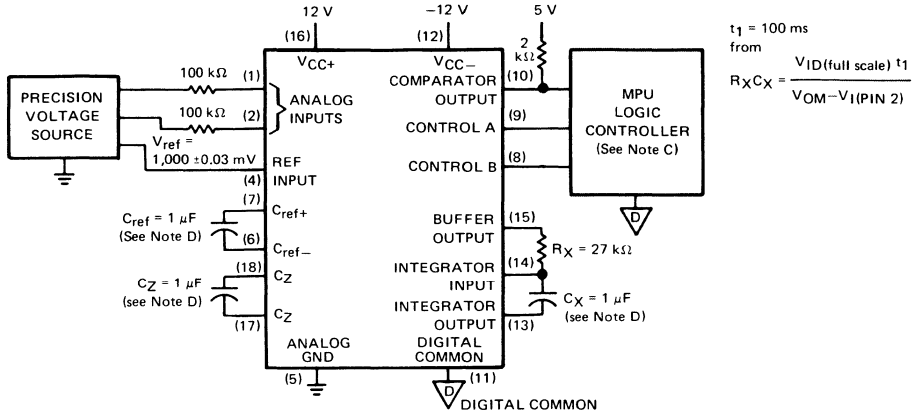 12 V
−12 V
5 V
(16)
(12)
2
kΩ
VCC+
VCC−
100 kΩ
(1)
100 kΩ
(2)
ANALOG
INPUTS
PRECISION
VOLTAGE
SOURCE
Vref =
1,000 ±0.03 mV
(4)
REF
INPUT
COMPARATOR
OUTPUT
(10)
CONTROL A
(9)
CONTROL B
(8)
MPU
LOGIC
CONTROLLER
(See Note C)
D
t1 = 100 ms
from
RXCX = VID(full scale) t1
VOM−VI(PIN 2)
(7)
Cref = 1 μF
(See Note D)
Cref+
(6)
Cref−
(18)
CZ = 1 μF
(see Note D)
CZ
(17)
CZ
BUFFER
OUTPUT
(15)
RX = 27 kΩ
INTEGRATOR
INPUT
(14)
INTEGRATOR
OUTPUT
(13)
CX = 1 μF
(see Note D)
ANALOG
GND
(5)
DIGITAL
COMMON
(11)
D
DIGITAL COMMON